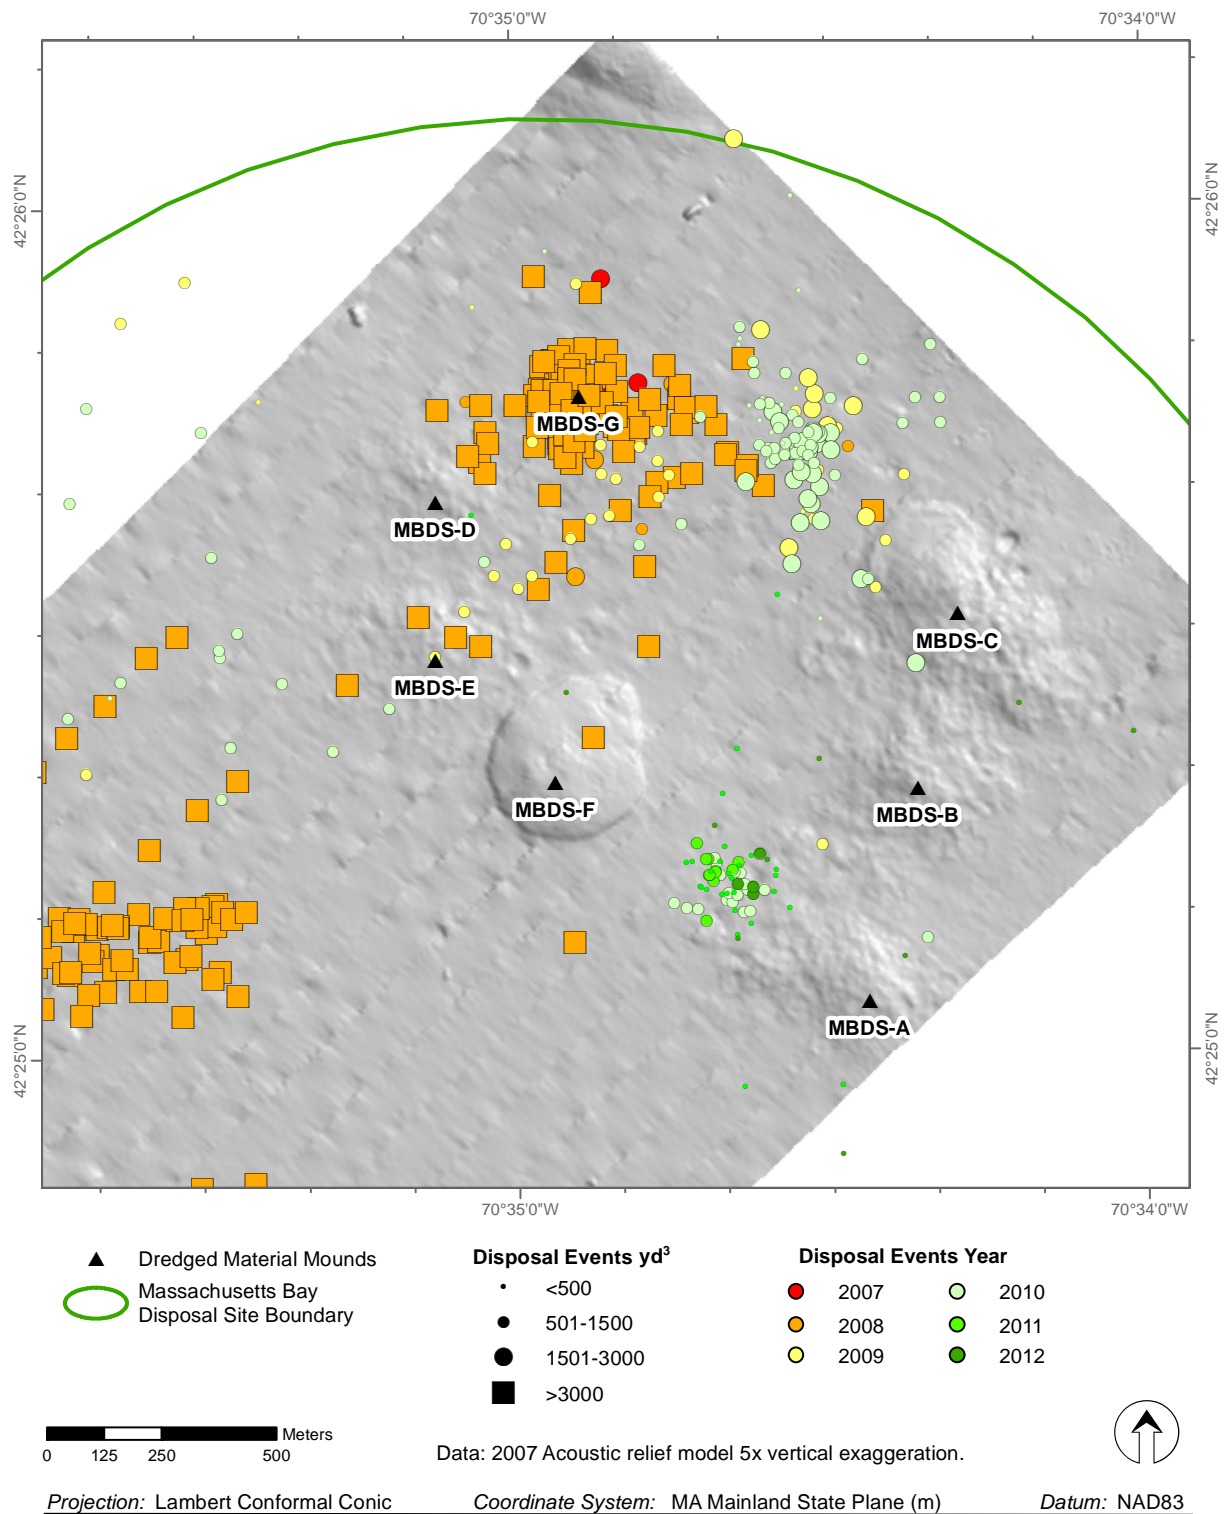 70°35'0"W 70°34'0"W
42°26'0"N 42°26'0"N
MBDS-G
MBDS-D
MBDS-C
MBDS-E
MBDS-F
MBDS-B
MBDS-A
42°25'0"N 42°25'0"N
70°35'0"W 70°34'0"W
Dredged Material Mounds
Massachusetts Bay
Disposal Site Boundary
Disposal Events yd³
<500
501-1500
1501-3000
>3000
Disposal Events Year
2007 2010
2008 2011
2009 2012
Meters
0 125 250 500
Data: 2007 Acoustic relief model 5x vertical exaggeration.
Projection: Lambert Conformal Conic Coordinate System: MA Mainland State Plane (m) Datum: NAD83